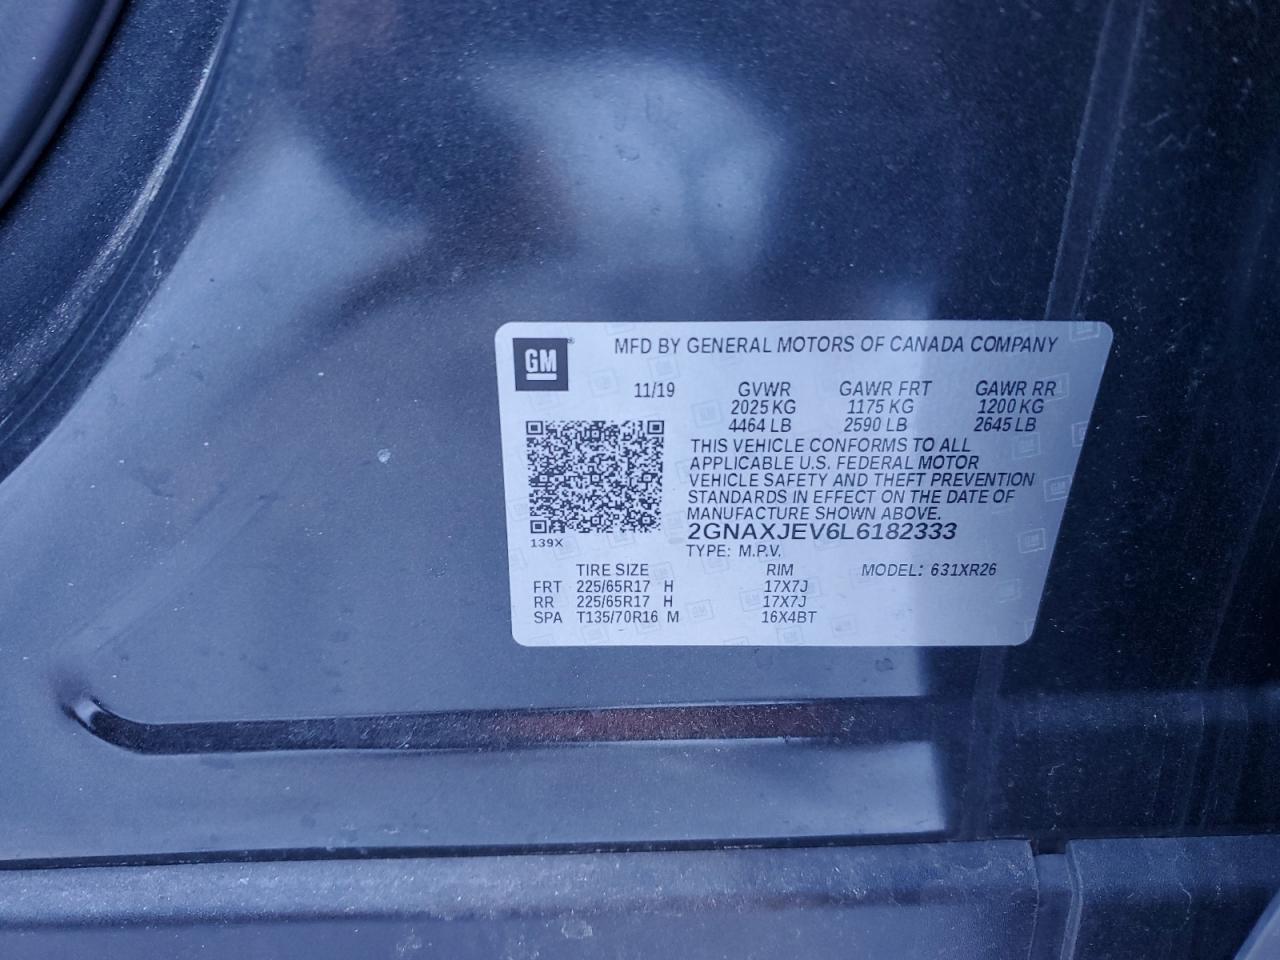 GM
MFD BY GENERAL MOTORS OF CANADA COMPANY
11/19 GVWR GAWR FRT GAWR RR
2025 KG 1175 KG 1200 KG
4464 LB 2590 LB 2645 LB
THIS VEHICLE CONFORMS TO ALL
APPLICABLE U.S. FEDERAL MOTOR
VEHICLE SAFETY AND THEFT PREVENTION
STANDARDS IN EFFECT ON THE DATE OF
MANUFACTURE SHOWN ABOVE.
2GNAXJEV6L6182333
139X
TYPE: M.P.V.
TIRE SIZE RIM MODEL: 631XR26
FRT 225/65R17 H 17X7J
RR 225/65R17 H 17X7J
SPA T135/70R16 M 16X4BT